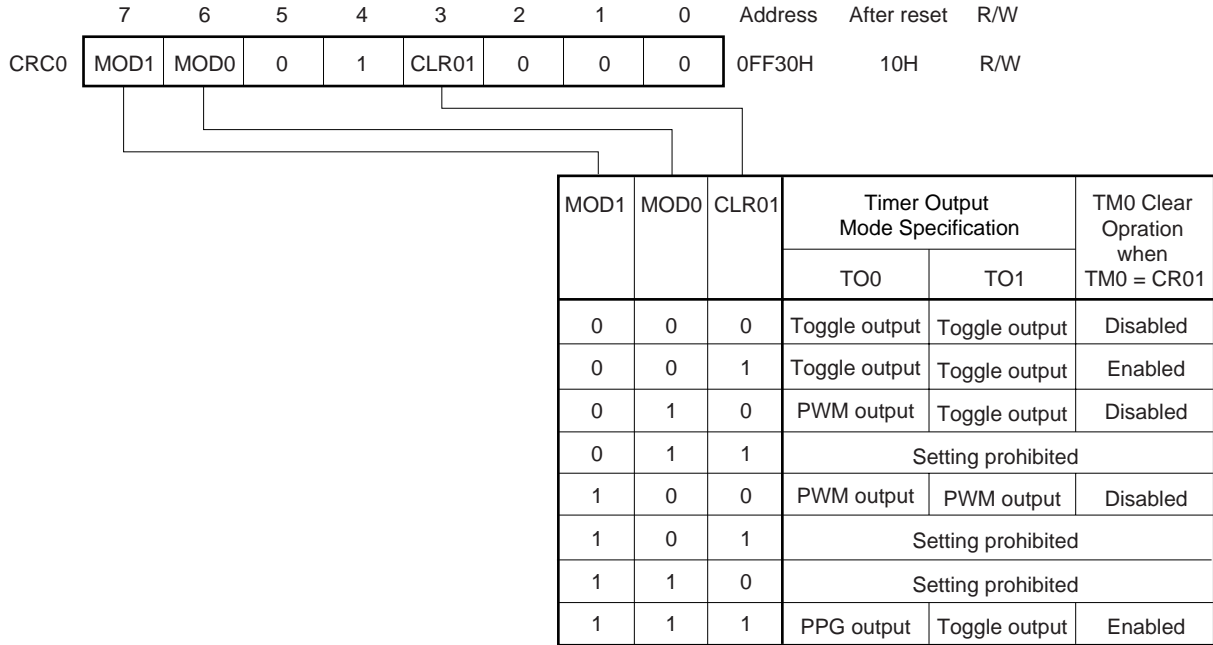 7 6 5 4 3 2 1 0 Address After reset R/W
CRC0 MOD1 MOD0 0 1 CLR01 0 0 0 0FF30H 10H R/W
MOD1 MOD0 CLR01 Timer Output Mode Specification TM0 Clear Opration when TM0 = CR01
TO0 TO1
0 0 0 Toggle output Toggle output Disabled
0 0 1 Toggle output Toggle output Enabled
0 1 0 PWM output Toggle output Disabled
0 1 1 Setting prohibited
1 0 0 PWM output PWM output Disabled
1 0 1 Setting prohibited
1 1 0 Setting prohibited
1 1 1 PPG output Toggle output Enabled